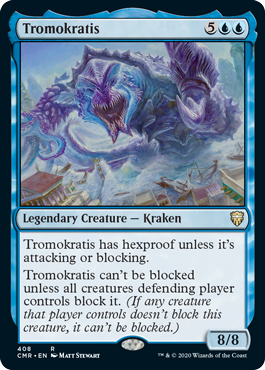 Tromokratis 5
Legendary Creature — Kraken
Tromokratis has hexproof unless it's
attacking or blocking.
Tromokratis can't be blocked
unless all creatures defending player
controls block it. (If any creature
that player controls doesn't block this
creature, it can't be blocked.)
8/8
408 R
CMR • EN Matt Stewart
™ & © 2020 Wizards of the Coast